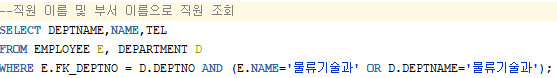 --직원 이름 및 부서 이름으로 직원 조회
SELECT DEPTNAME,NAME,TEL
FROM EMPLOYEE E, DEPARTMENT D
WHERE E.FK_DEPTNO = D.DEPTNO AND (E.NAME='물류기술과' OR D.DEPTNAME='물류기술과');